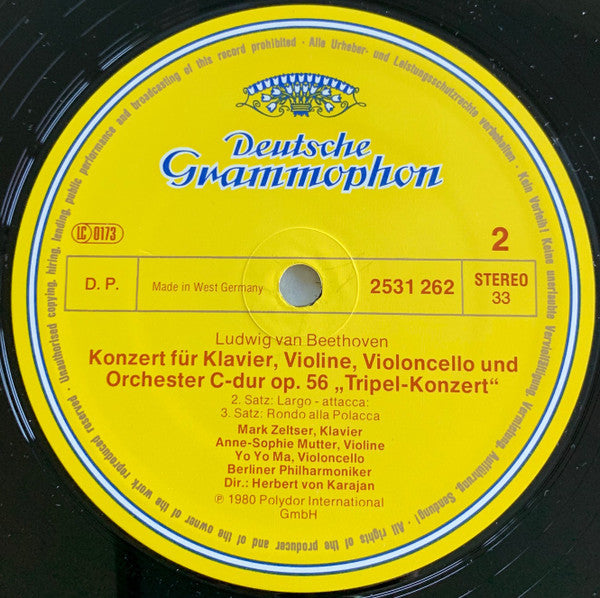 Unauthorised copying, hiring, lending, public performance and broadcasting of this record prohibited · Alle Urheber- und Leistungsschutzrechte vorbehalten · Kein Verleih! Keine unerlaubte Vervielfältigung, Vermietung, Aufführung, Sendung! · All rights of the producer and of the owner of the work reproduced reserved ·
Deutsche
Grammophon
LC 0173
2
D. P.
Made in West Germany
2531 262
STEREO
33
Ludwig van Beethoven
Konzert für Klavier, Violine, Violoncello und
Orchester C-dur op. 56 „Tripel-Konzert“
2. Satz: Largo - attacca:
3. Satz: Rondo alla Polacca
Mark Zeltser, Klavier
Anne-Sophie Mutter, Violine
Yo Yo Ma, Violoncello
Berliner Philharmoniker
Dir.: Herbert von Karajan
℗ 1980 Polydor International
GmbH